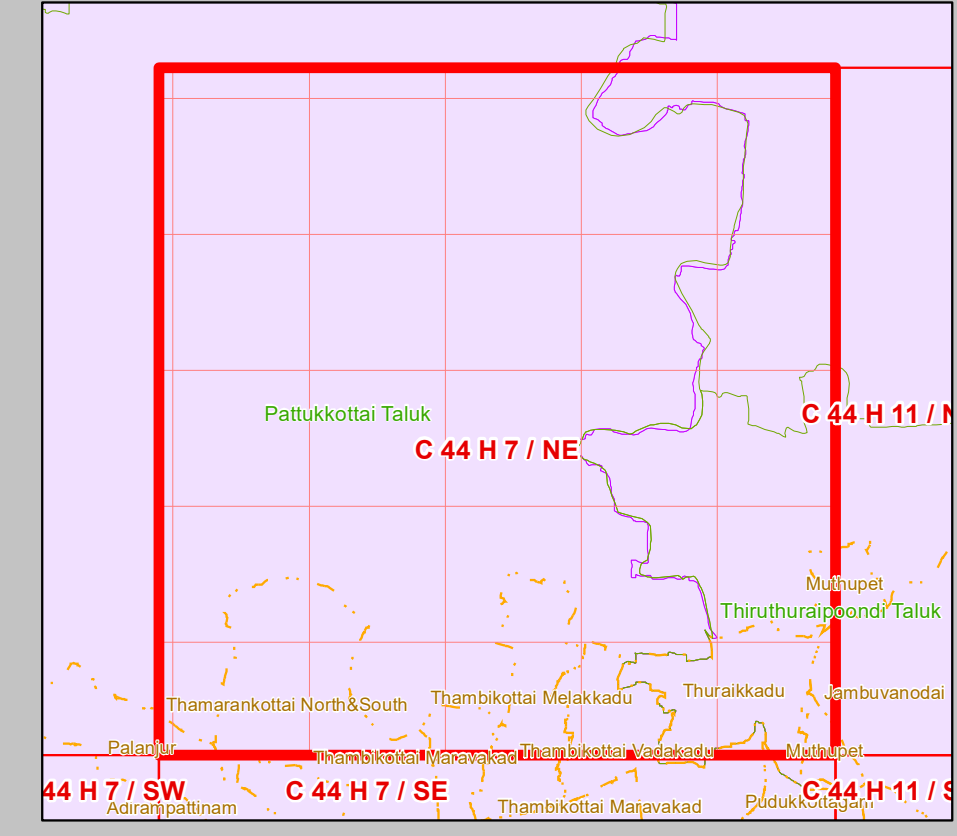 C 44 H 11 / N
Pattukkottai Taluk
C 44 H 7 / NE
Muthupet
Thiruthuraipoondi Taluk
Thuraikkadu
Jambuvanodai
Thambikottai Melakkadu
Thamarankottai North&South
Palanjur
Thambikottai Maravakad
Thambikottai Vadakadu
Muthupet
44 H 7 / SW
C 44 H 7 / SE
C 44 H 11 / S
Adirampattinam
Thambikottai Maravakad
Pudukkottagam